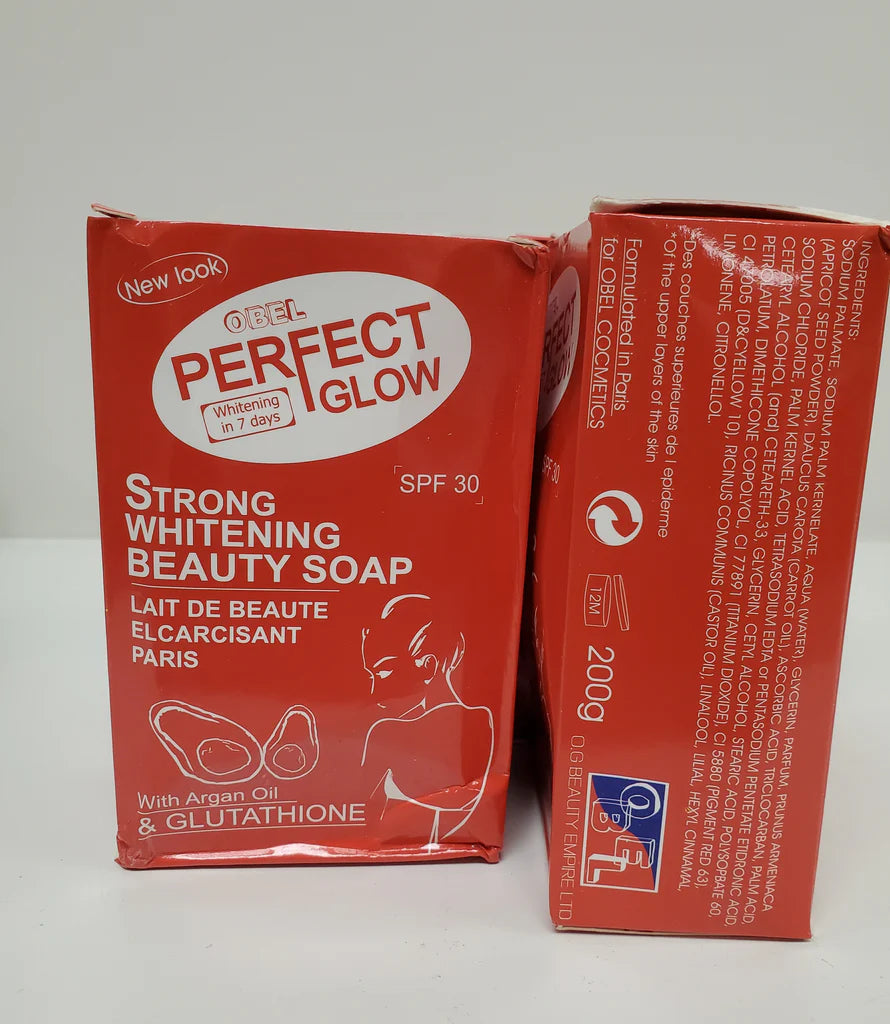 New look
OBEL
PERFECT
GLOW
Whitening
in 7 days
SPF 30
STRONG
WHITENING
BEAUTY SOAP
LAIT DE BEAUTE
ELCARCISANT
PARIS
With Argan Oil
& GLUTATHIONE
PERFECT
GLOW
SPF 30
INGREDIENTS:
SODIUM PALMATE, SODIUM PALM KERNELATE, AQUA (WATER), GLYCERIN, PARFUM, PRUNUS ARMENIACA
(APRICOT SEED POWDER), DAUCUS CAROTA (CARROT OIL), ASCORBIC ACID, TRICLOCARBAN, PALM ACID,
SODIUM CHLORIDE, PALM KERNEL ACID, TETRASODIUM EDTA or PENTASODIUM PENTETATE ETIDRONIC ACID,
CETEARYL ALCOHOL (and) CETEARETH-33, GLYCERIN, CETYL ALCOHOL, STEARIC ACID, POLYSOPBATE 60,
PETROLATUM, DIMETHICONE COPOLYOL, CI 77891 (TITANIUM DIOXIDE), CI 5880 (PIGMENT RED 63),
CI 47005 (D&CYELLOW 10), RICINUS COMMUNIS (CASTOR OIL), LINALOOL, LILIAL, HEXYL CINNAMAL,
LIMONENE, CITRONELLOL.
*Des couches superieures de l epiderme
*Of the upper layers of the skin
Formulated in Paris
for OBEL COCMETICS
12M
200g
OBEL
O.G BEAUTY EMPIRE LTD